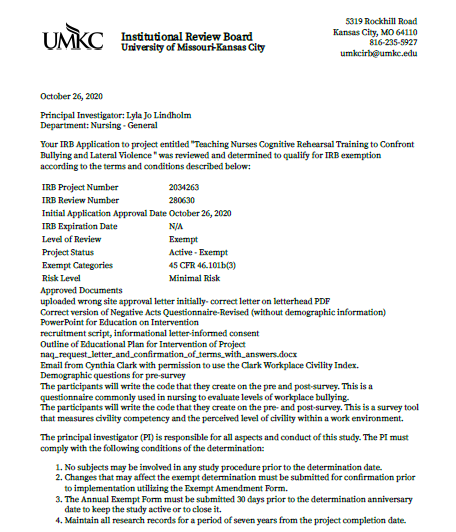 UMKC
Institutional Review Board
University of Missouri-Kansas City
5319 Rockhill Road
Kansas City, MO 64110
816-235-5927
umkcirb@umkc.edu
October 26, 2020
Principal Investigator: Lyla Jo Lindholm
Department: Nursing - General
Your IRB Application to project entitled "Teaching Nurses Cognitive Rehearsal Training to Confront
Bullying and Lateral Violence " was reviewed and determined to qualify for IRB exemption
according to the terms and conditions described below:
IRB Project Number 2034263
IRB Review Number 280630
Initial Application Approval Date October 26, 2020
IRB Expiration Date N/A
Level of Review Exempt
Project Status Active - Exempt
Exempt Categories 45 CFR 46.101b(3)
Risk Level Minimal Risk
Approved Documents
uploaded wrong site approval letter initially- correct letter on letterhead PDF
Correct version of Negative Acts Questionnaire-Revised (without demographic information)
PowerPoint for Education on Intervention
recruitment script, informational letter-informed consent
Outline of Educational Plan for Intervention of Project
naq_request_letter_and_confirmation_of_terms_with_answers.docx
Email from Cynthia Clark with permission to use the Clark Workplace Civility Index.
Demographic questions for pre-survey
The participants will write the code that they create on the pre and post-survey. This is a
questionnaire commonly used in nursing to evaluate levels of workplace bullying.
The participants will write the code that they create on the pre- and post-survey. This is a survey tool
that measures civility competency and the perceived level of civility within a work environment.
The principal investigator (PI) is responsible for all aspects and conduct of this study. The PI must
comply with the following conditions of the determination:
1. No subjects may be involved in any study procedure prior to the determination date.
2. Changes that may affect the exempt determination must be submitted for confirmation prior
to implementation utilizing the Exempt Amendment Form.
3. The Annual Exempt Form must be submitted 30 days prior to the determination anniversary
date to keep the study active or to close it.
4. Maintain all research records for a period of seven years from the project completion date.